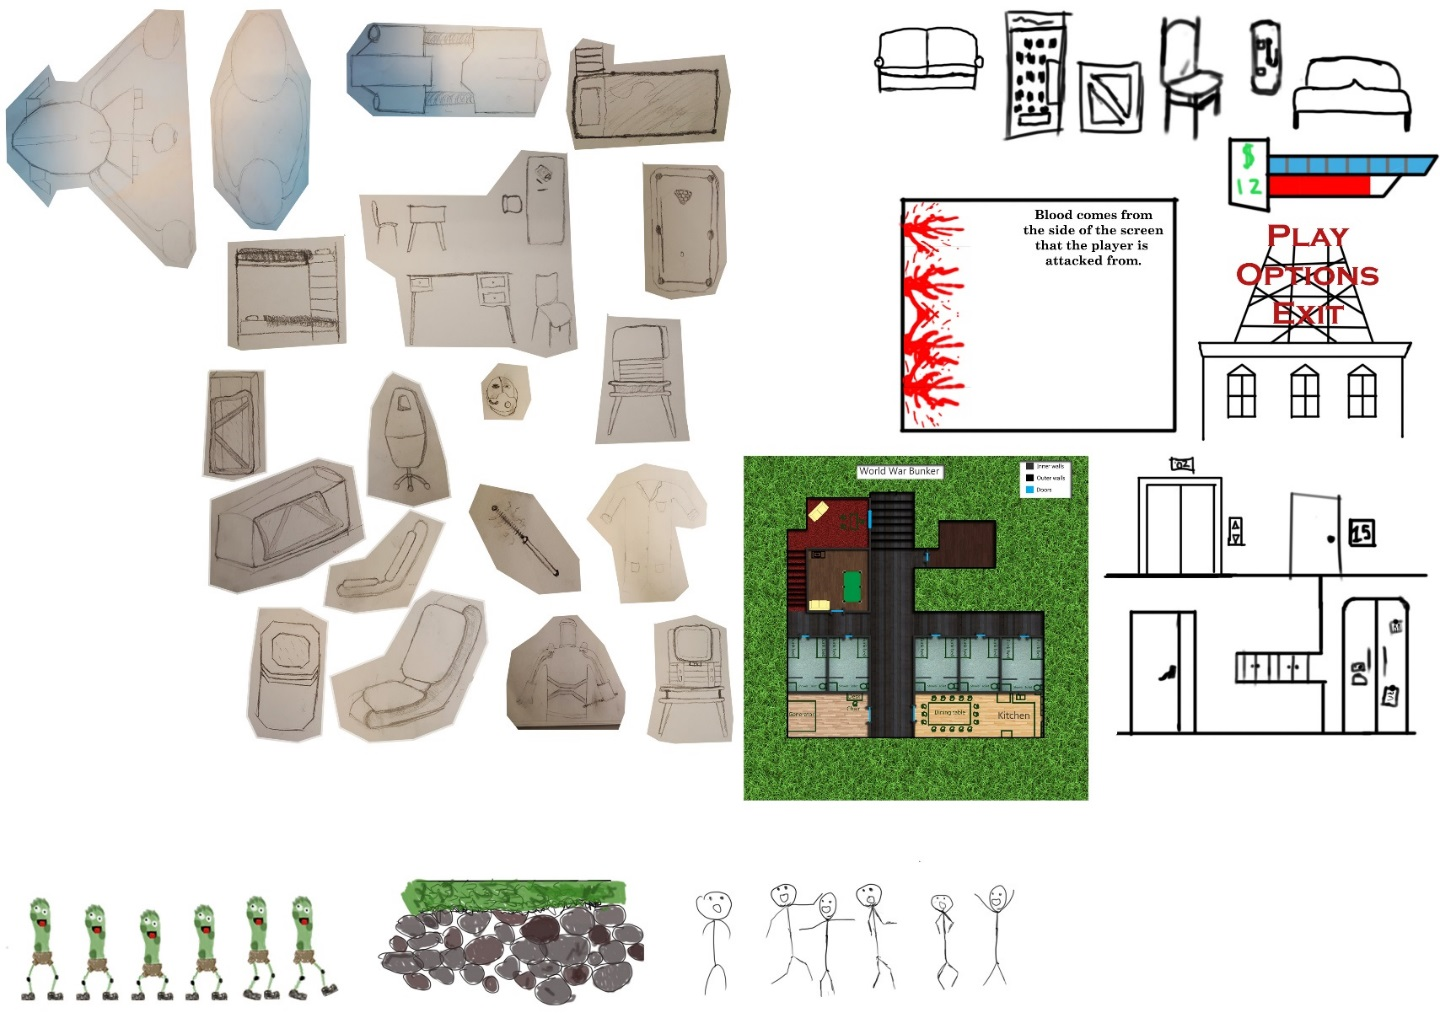 $
12
Blood comes from
the side of the screen
that the player is
attacked from.
PLAY
OPTIONS
EXIT
World War Bunker
Inner walls
Outer walls
Doors
02
15
Dining table
Kitchen